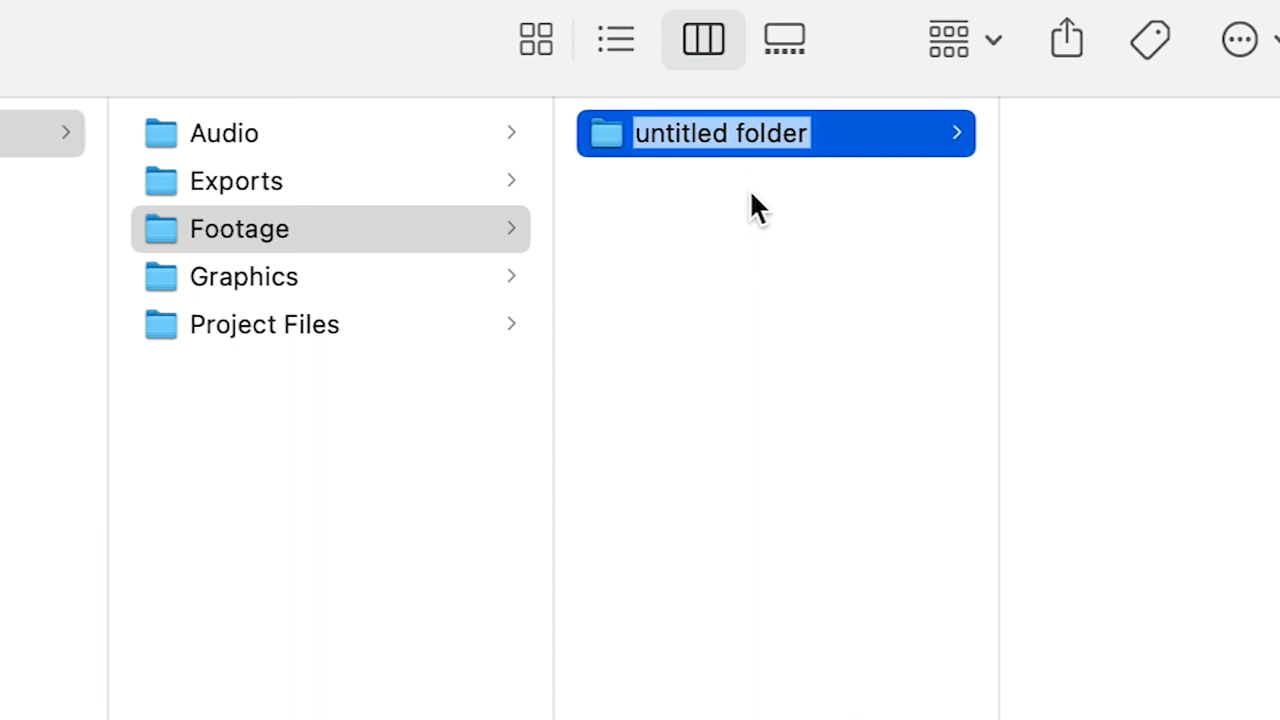 Audio
Exports
Footage
Graphics
Project Files
untitled folder